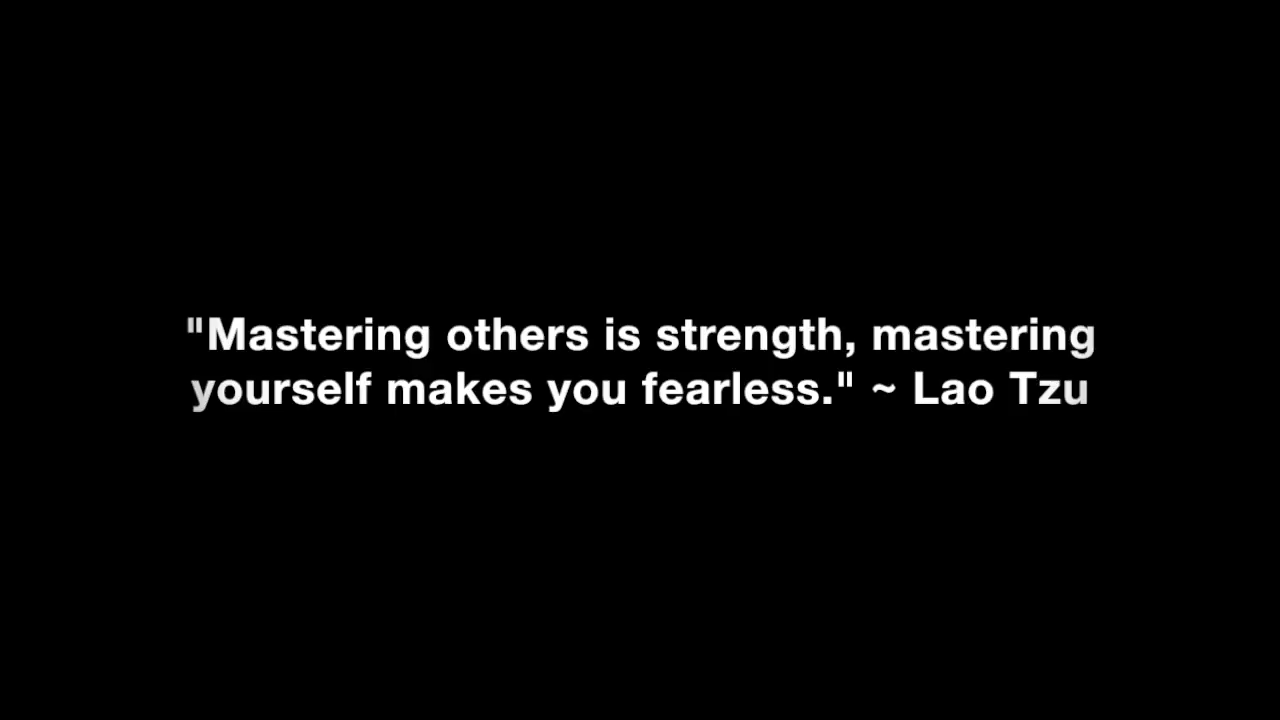 "Mastering others is strength, mastering
yourself makes you fearless." ~ Lao Tzu